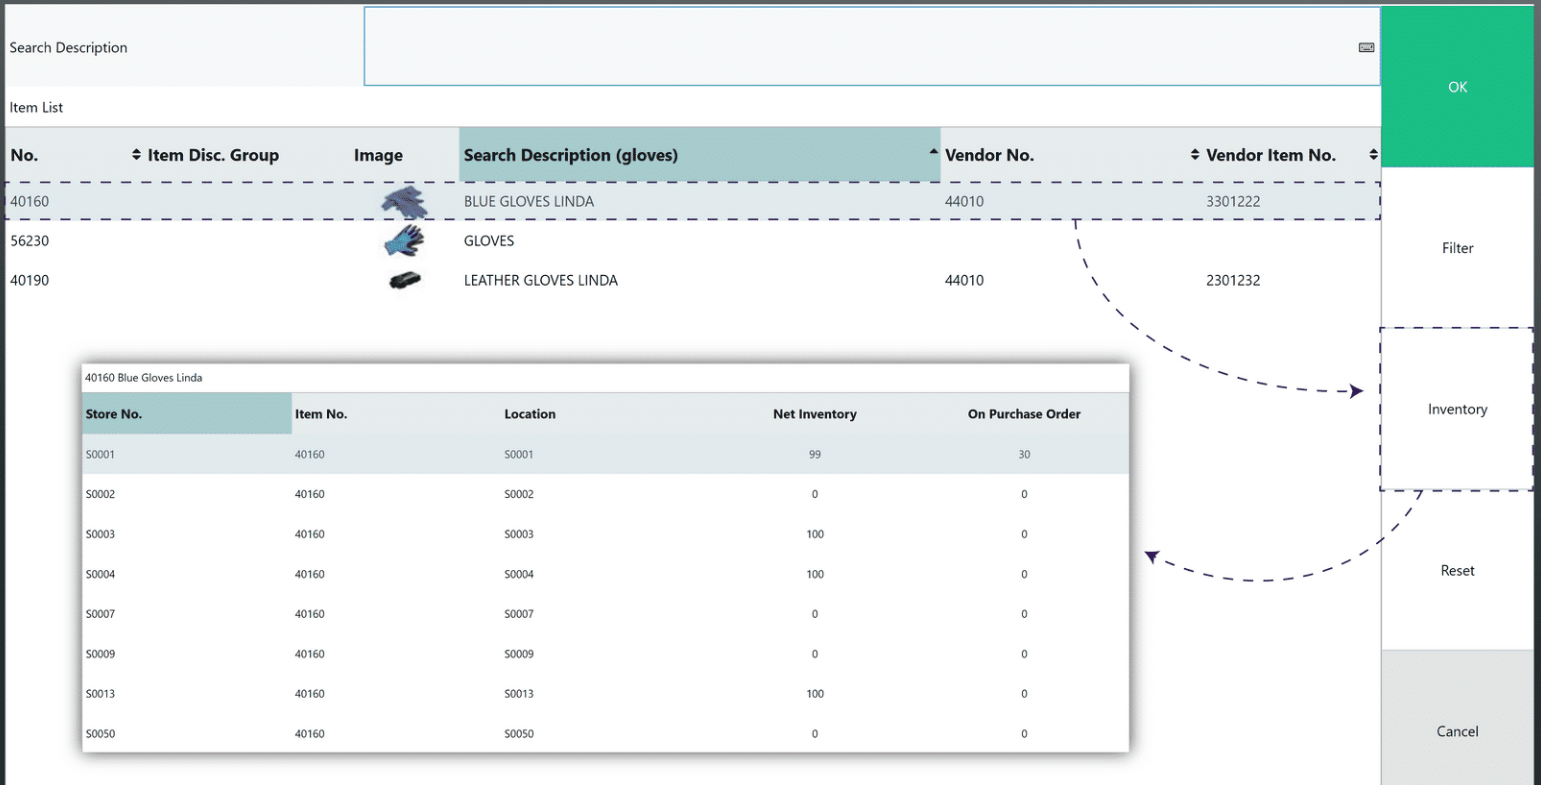 Search Description
OK
Item List
No. Item Disc. Group Image Search Description (gloves) Vendor No. Vendor Item No.
40160 BLUE GLOVES LINDA 44010 3301222
56230 GLOVES
Filter
40190 LEATHER GLOVES LINDA 44010 2301232
40160 Blue Gloves Linda
Store No. Item No. Location Net Inventory On Purchase Order
Inventory
S0001 40160 S0001 99 30
S0002 40160 S0002 0 0
S0003 40160 S0003 100 0
S0004 40160 S0004 100 0
Reset
S0007 40160 S0007 0 0
S0009 40160 S0009 0 0
S0013 40160 S0013 100 0
S0050 40160 S0050 0 0
Cancel